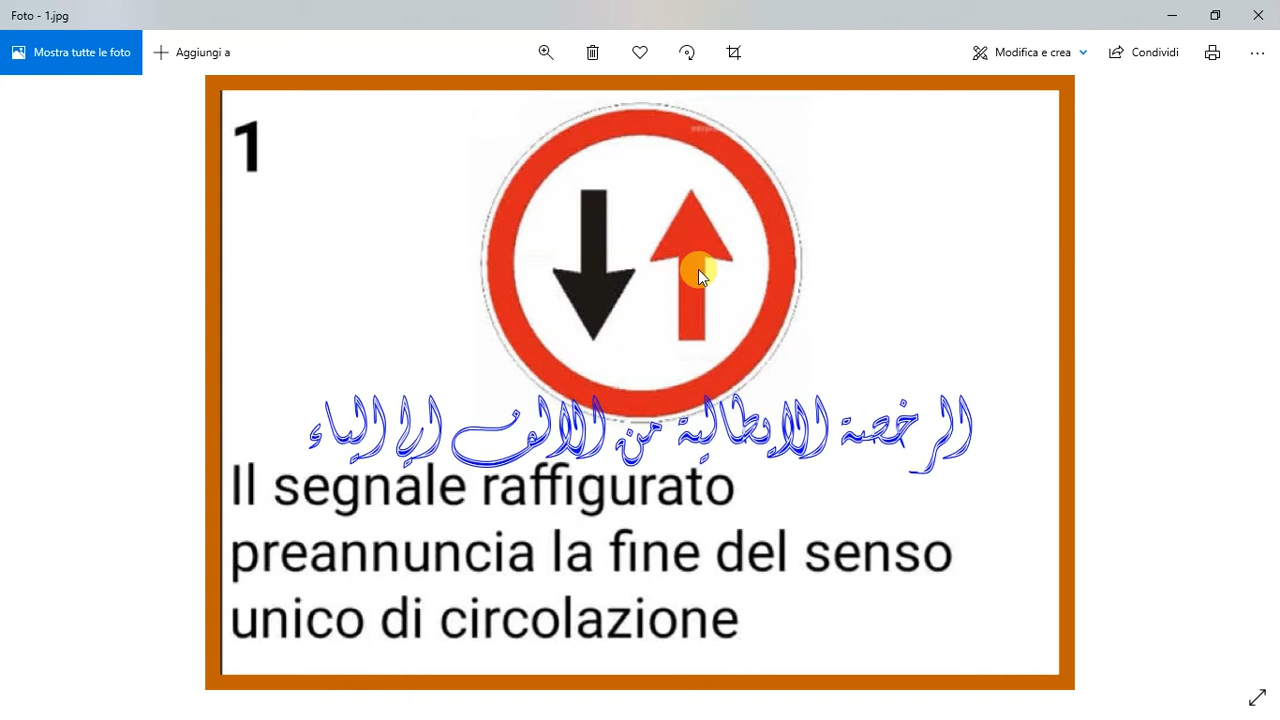 Foto - 1.jpg
Mostra tutte le foto
Aggiungi a
Modifica e crea
Condividi
1
الرخصة الايطالية من الالف الي الياء
Il segnale raffigurato
preannuncia la fine del senso
unico di circolazione